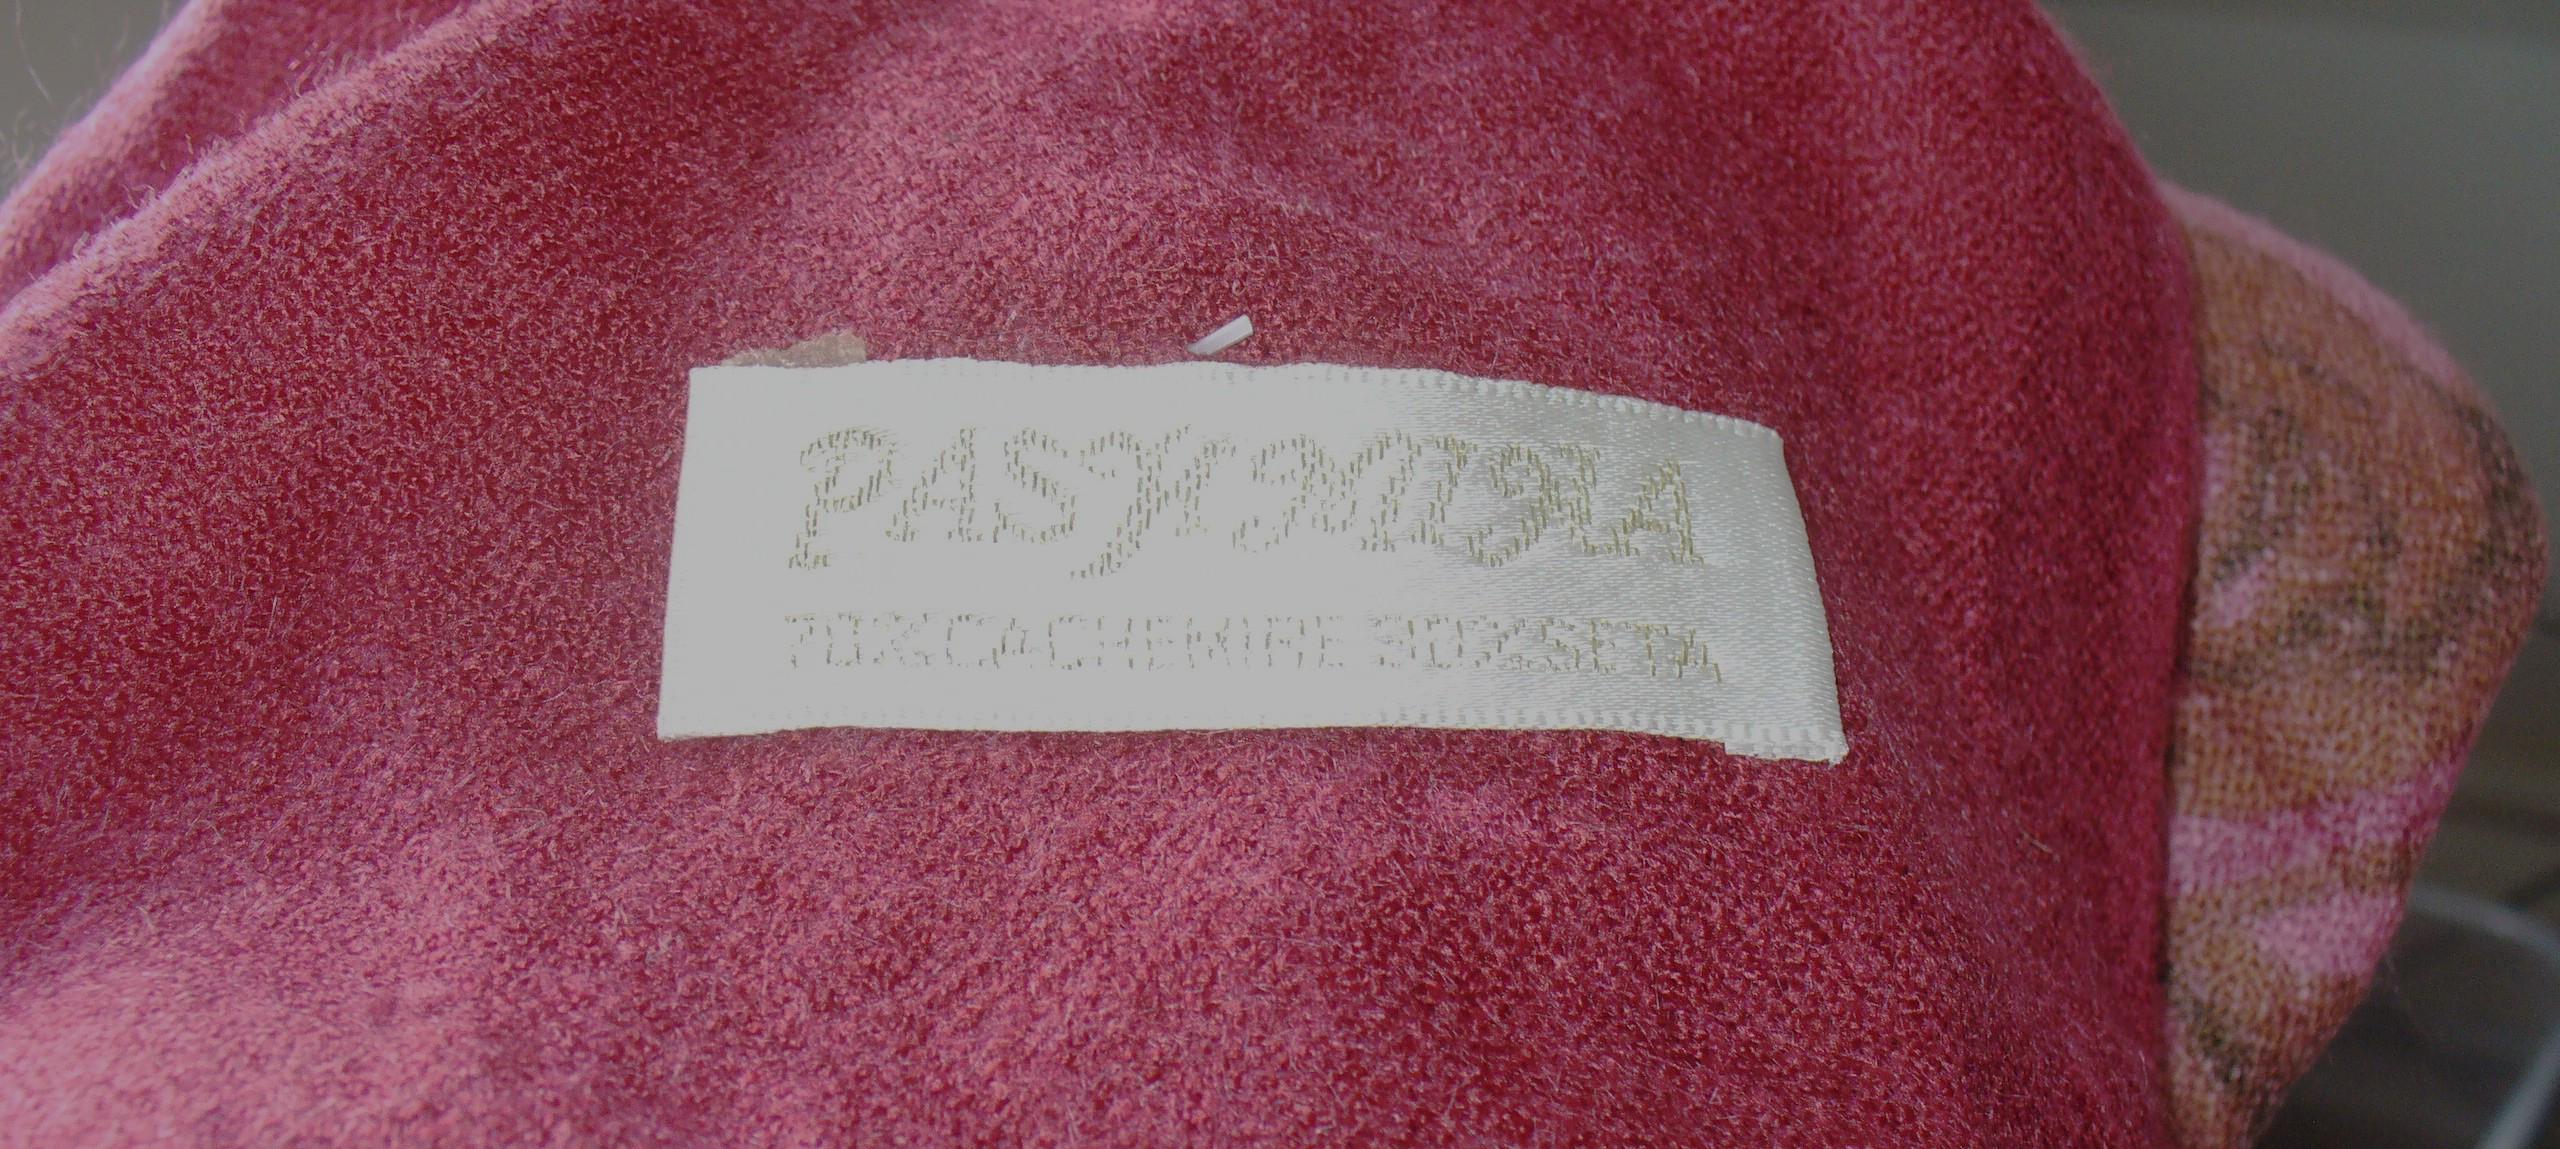 PASHMINA
70% CACHEMIRE 30% SETA